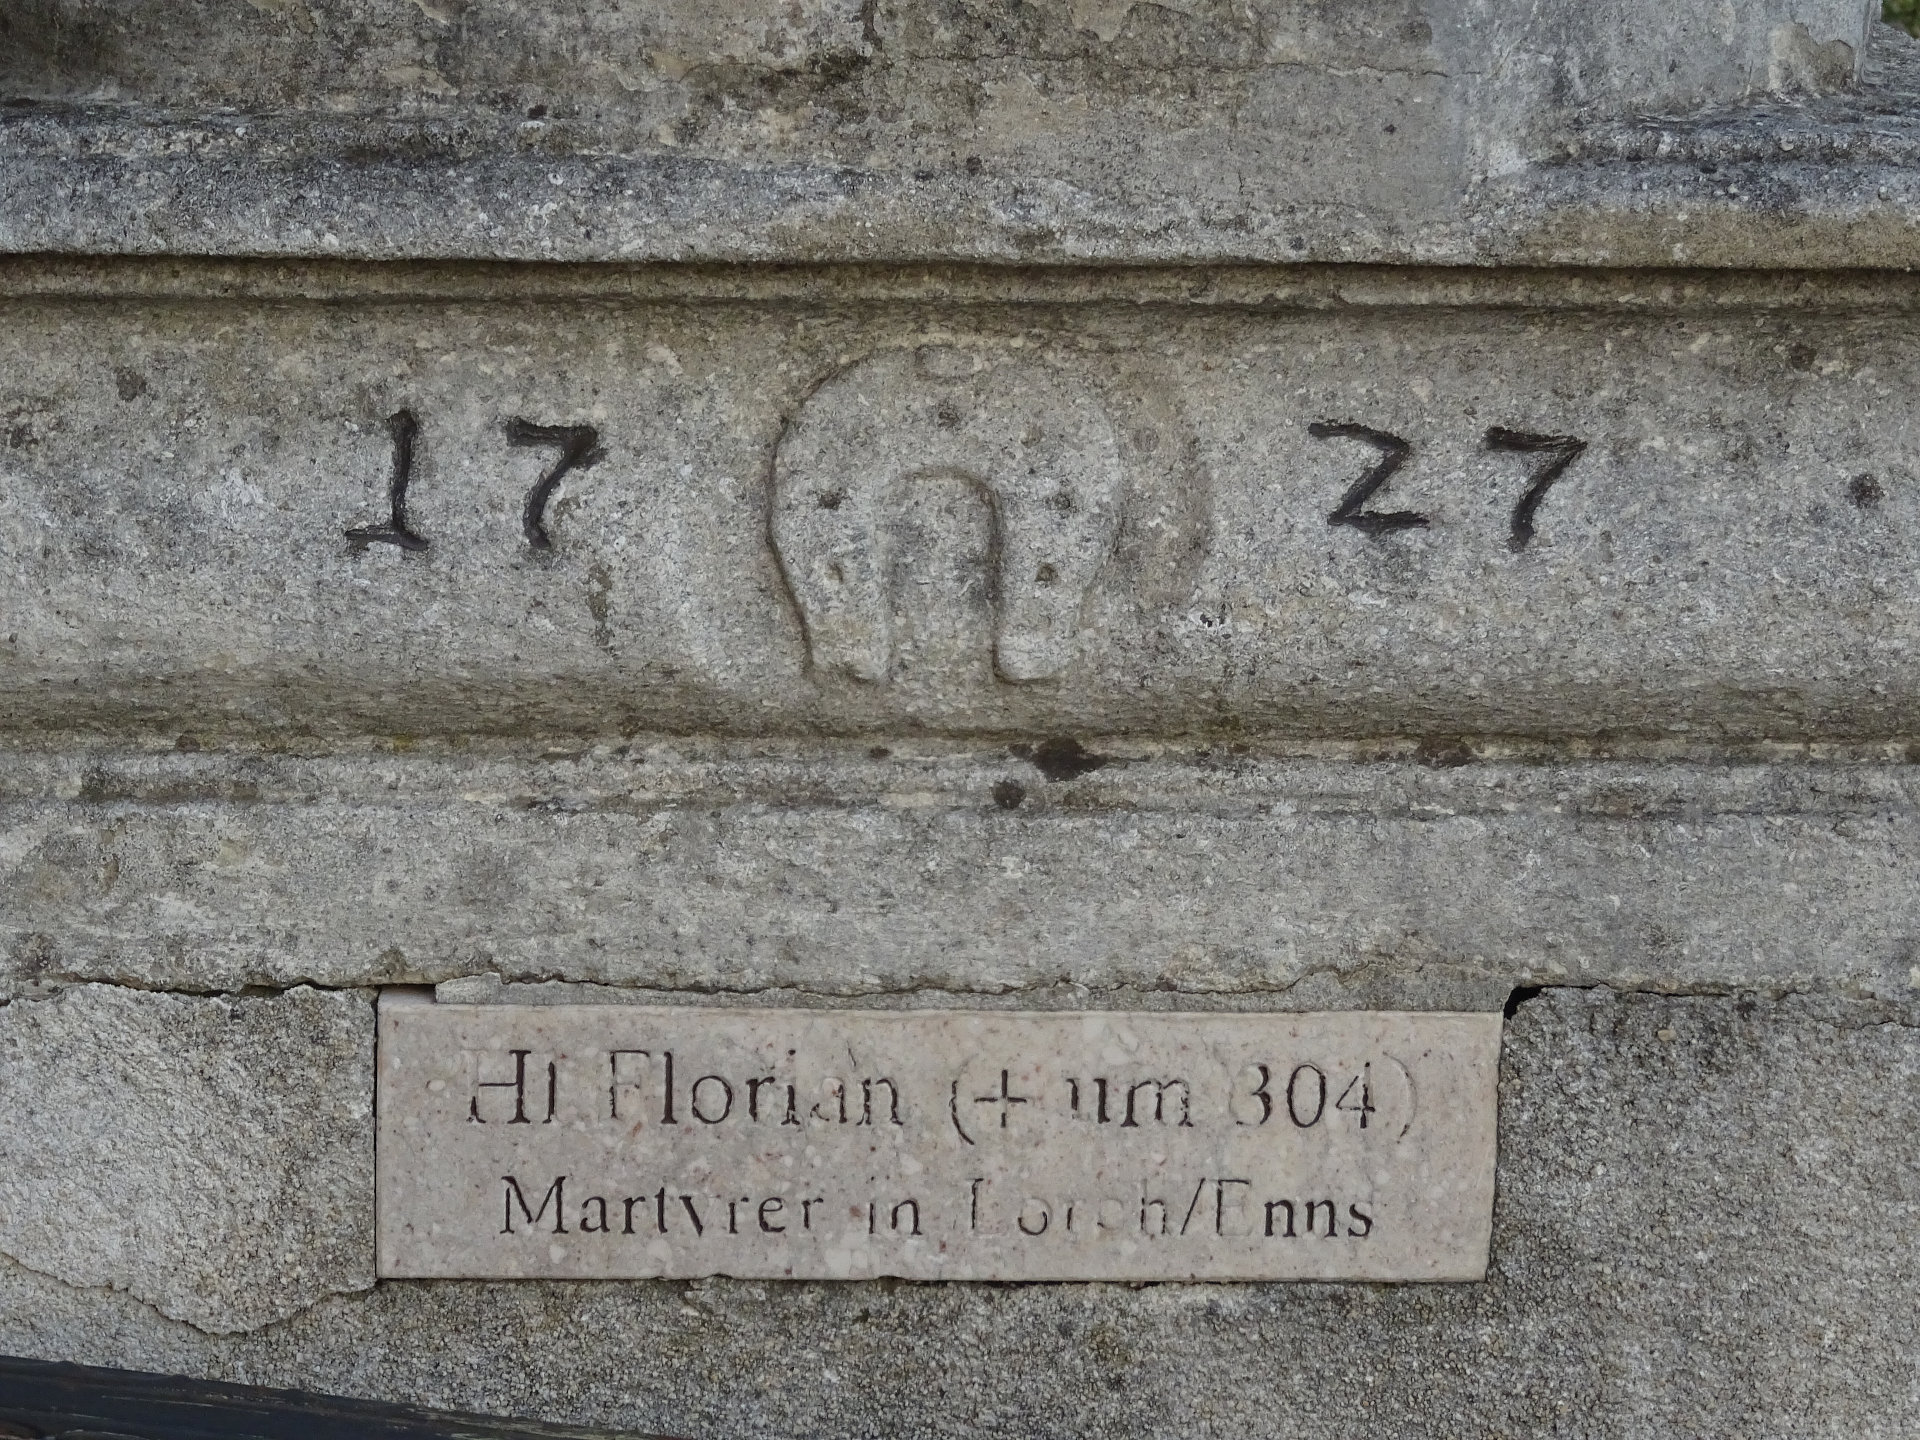 17 27
Hl Florian (+ um 304)
Martyrer in Lorch/Enns